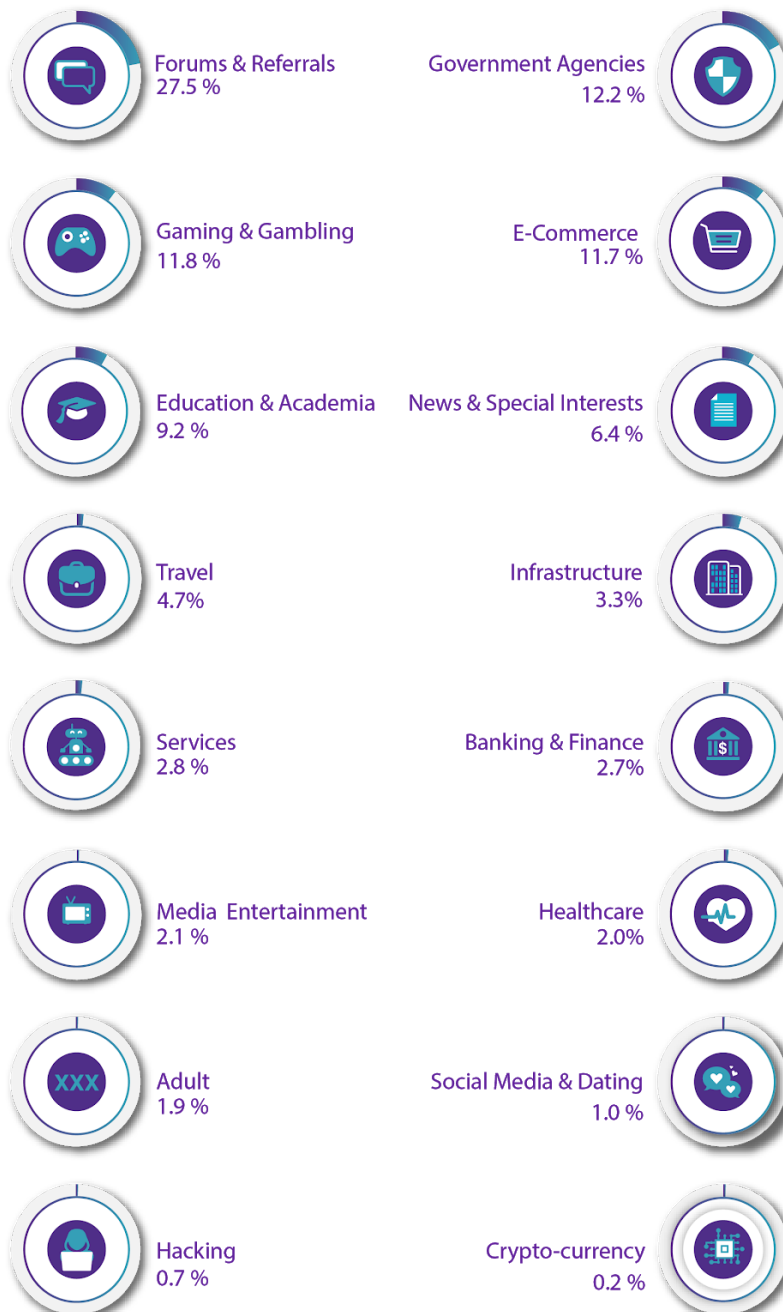 Forums & Referrals
27.5 %
Government Agencies
12.2 %
Gaming & Gambling
11.8 %
E-Commerce
11.7 %
Education & Academia
9.2 %
News & Special Interests
6.4 %
Travel
4.7%
Infrastructure
3.3%
Services
2.8 %
$
Banking & Finance
2.7%
Media Entertainment
2.1 %
Healthcare
2.0%
XXX
Adult
1.9 %
Social Media & Dating
1.0 %
Hacking
0.7 %
Crypto-currency
0.2 %